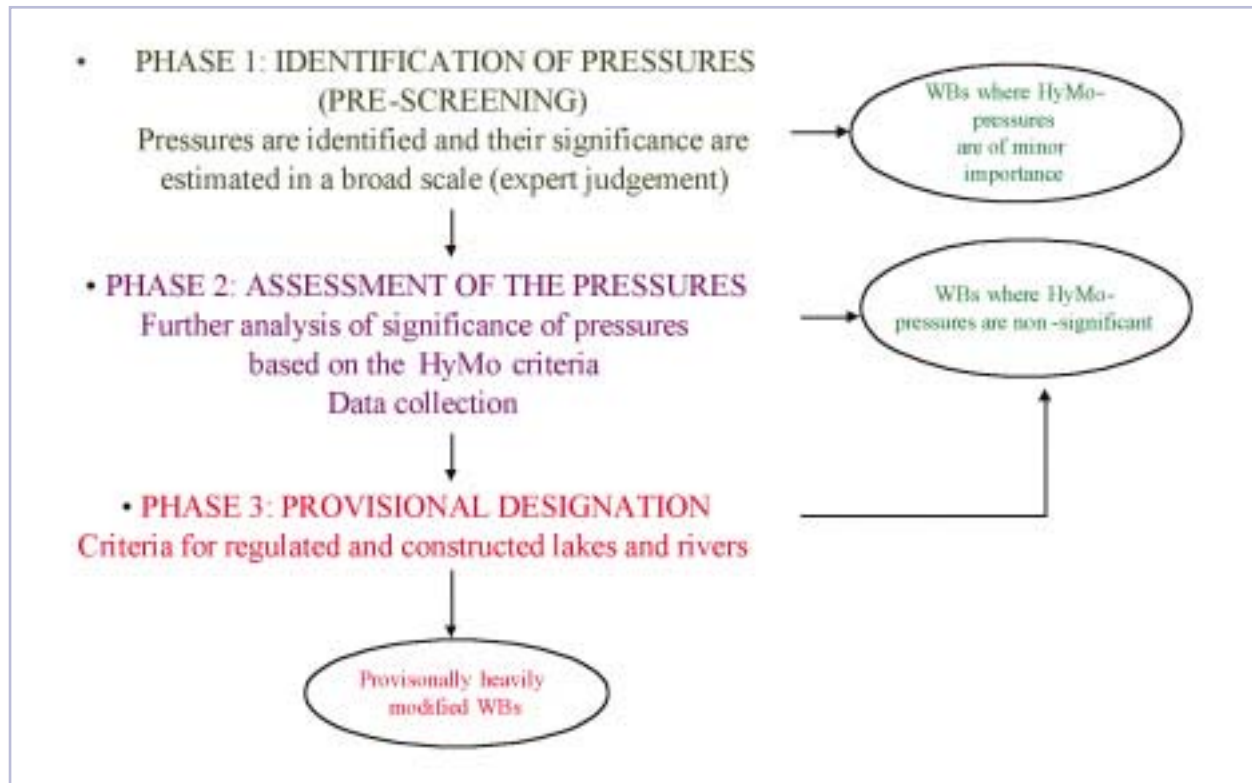 • PHASE 1: IDENTIFICATION OF PRESSURES
(PRE-SCREENING)
Pressures are identified and their significance are
estimated in a broad scale (expert judgement)
WBs where HyMo-
pressures
are of minor
importance
• PHASE 2: ASSESSMENT OF THE PRESSURES
Further analysis of significance of pressures
based on the HyMo criteria
Data collection
WBs where HyMo-
pressures are non-significant
• PHASE 3: PROVISIONAL DESIGNATION
Criteria for regulated and constructed lakes and rivers
Provisonally heavily
modified WBs